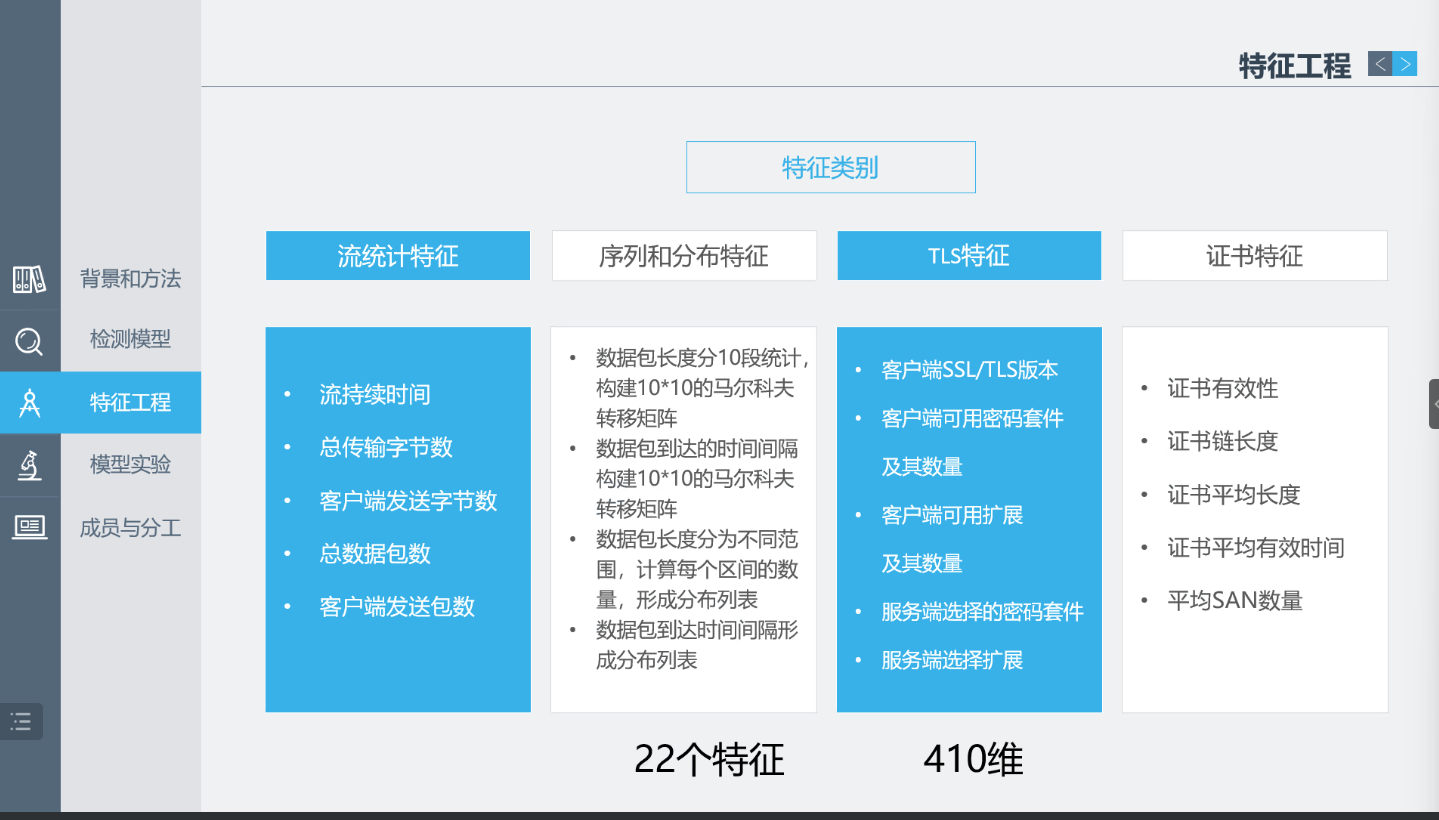 特征工程
特征类别
背景和方法
检测模型
特征工程
模型实验
成员与分工
流统计特征
• 流持续时间
• 总传输字节数
• 客户端发送字节数
• 总数据包数
• 客户端发送包数
序列和分布特征
• 数据包长度分10段统计，
构建10*10的马尔科夫
转移矩阵
• 数据包到达的时间间隔
构建10*10的马尔科夫
转移矩阵
• 数据包长度分为不同范
围，计算每个区间的数
量，形成分布列表
• 数据包到达时间间隔形
成分布列表
TLS特征
• 客户端SSL/TLS版本
• 客户端可用密码套件
及其数量
• 客户端可用扩展
及其数量
• 服务端选择的密码套件
• 服务端选择扩展
证书特征
• 证书有效性
• 证书链长度
• 证书平均长度
• 证书平均有效时间
• 平均SAN数量
22个特征
410维